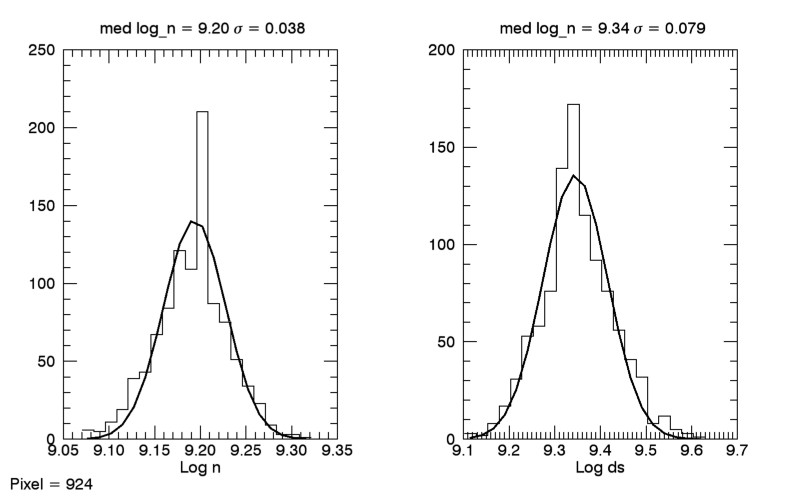 med log_n = 9.20 σ = 0.038
250
200
150
100
50
0
9.05 9.10 9.15 9.20 9.25 9.30 9.35
Log n
med log_n = 9.34 σ = 0.079
200
150
100
50
0
9.1 9.2 9.3 9.4 9.5 9.6 9.7
Log ds
Pixel = 924